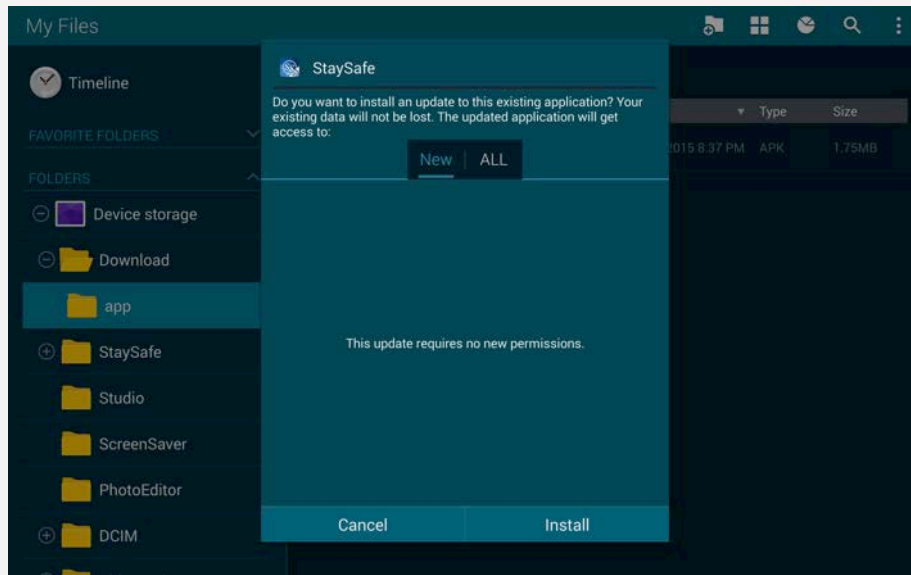 My Files
Timeline
FAVORITE FOLDERS
FOLDERS
Device storage
Download
app
StaySafe
Studio
ScreenSaver
PhotoEditor
DCIM
StaySafe
Do you want to install an update to this existing application? Your
existing data will not be lost. The updated application will get
access to:
New ALL
This update requires no new permissions.
Cancel Install
Type Size
2015 8:37 PM APK 1.75MB